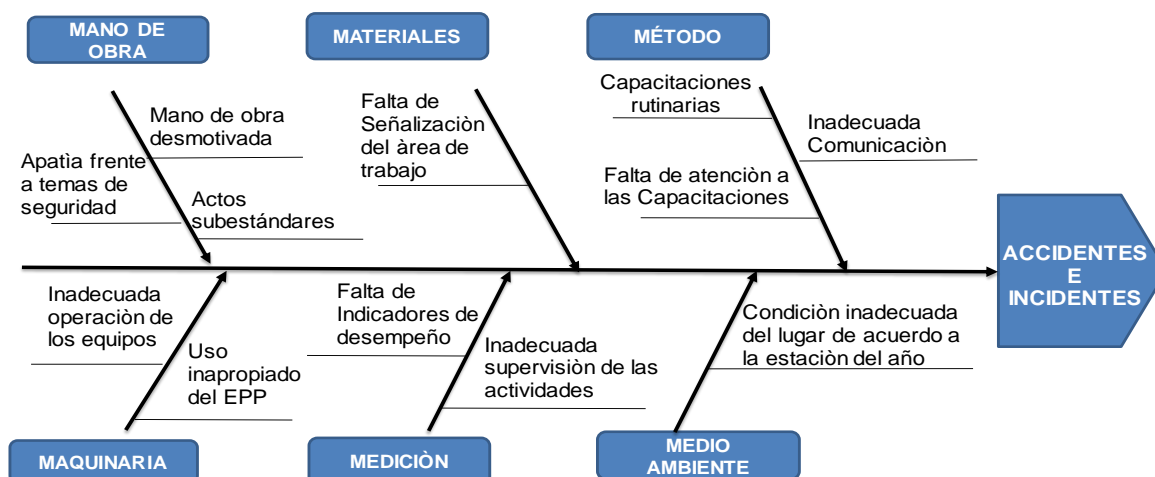 MANO DE
OBRA
MATERIALES
MÉTODO
Mano de obra
desmotivada
Apatìa frente
a temas de
seguridad
Actos
subestándares
Falta de
Señalizaciòn
del àrea de
trabajo
Capacitaciones
rutinarias
Inadecuada
Comunicaciòn
Falta de atenciòn a
las Capacitaciones
ACCIDENTES
E
INCIDENTES
Inadecuada
operaciòn de
los equipos
Uso
inapropiado
del EPP
Falta de
Indicadores de
desempeño
Inadecuada
supervisiòn de las
actividades
Condiciòn inadecuada
del lugar de acuerdo a
la estaciòn del año
MAQUINARIA
MEDICIÒN
MEDIO
AMBIENTE